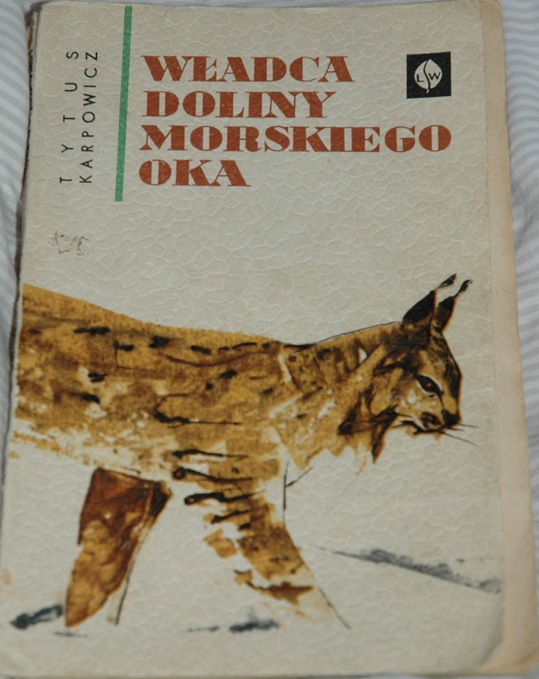 TYTUS
KARPOWICZ
WŁADCA
DOLINY
MORSKIEGO
OKA
LSW